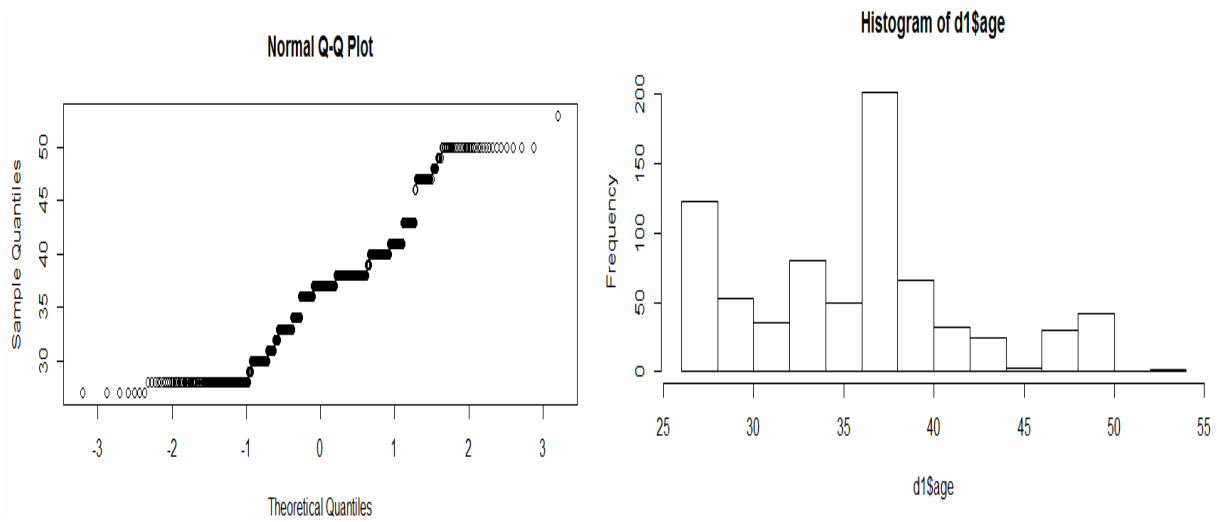 Normal Q-Q Plot
Sample Quantiles
50
45
40
35
30
-3 -2 -1 0 1 2 3
Theoretical Quantiles
Histogram of d1$age
Frequency
200
150
100
50
0
25 30 35 40 45 50 55
d1$age